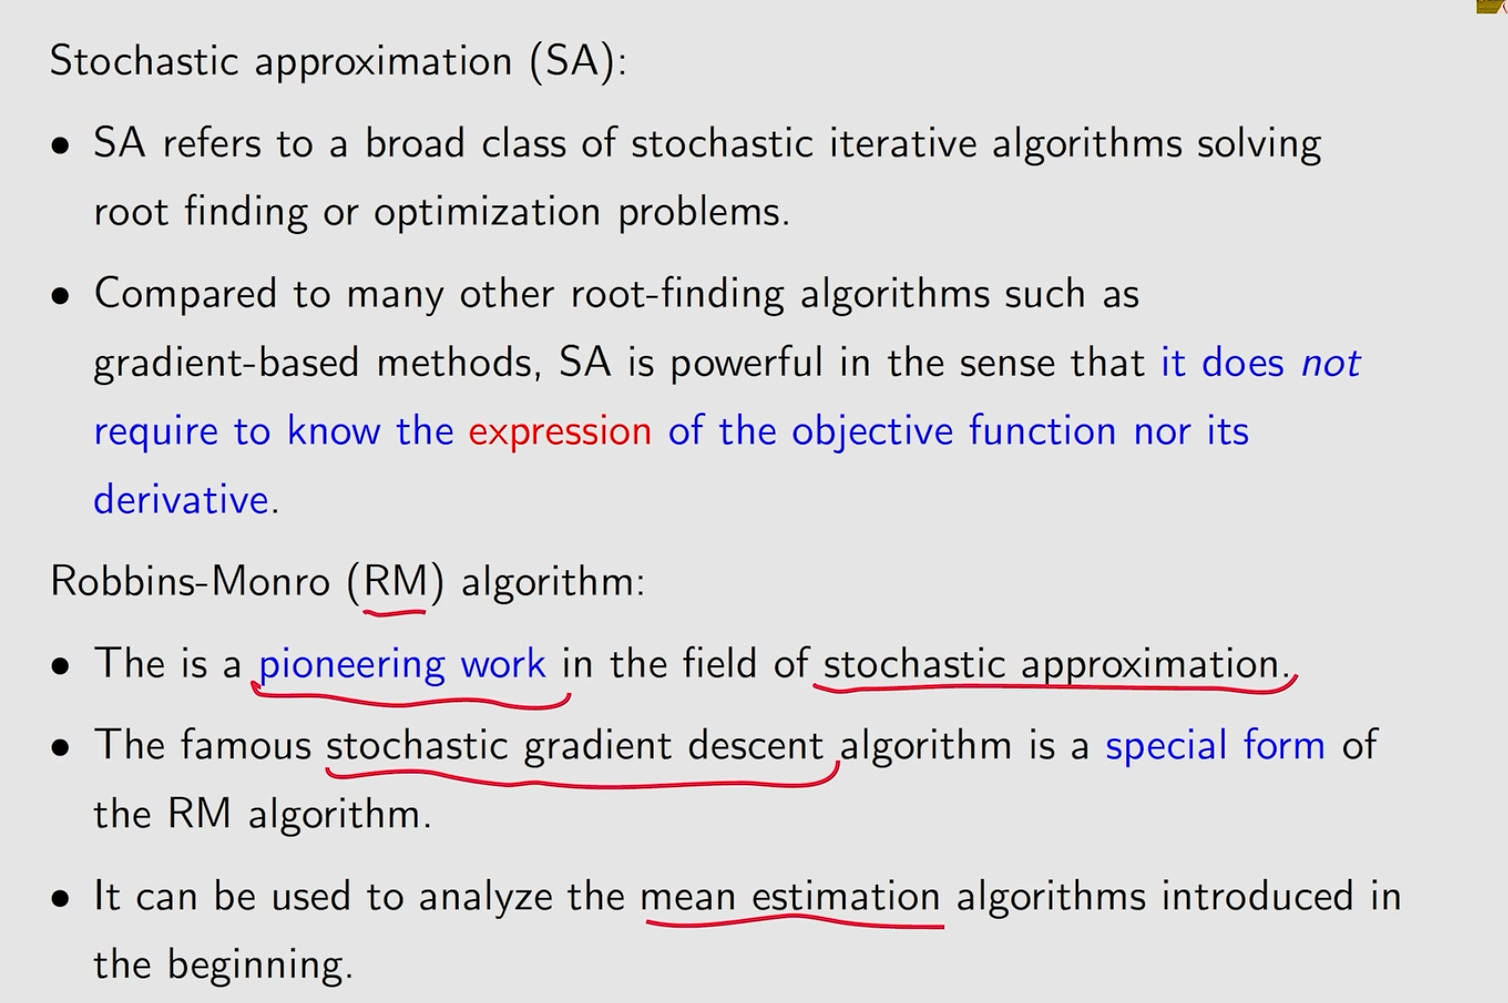 Stochastic approximation (SA):
• SA refers to a broad class of stochastic iterative algorithms solving
root finding or optimization problems.
• Compared to many other root-finding algorithms such as
gradient-based methods, SA is powerful in the sense that it does not
require to know the expression of the objective function nor its
derivative.
Robbins-Monro (RM) algorithm:
• The is a pioneering work in the field of stochastic approximation.
• The famous stochastic gradient descent algorithm is a special form of
the RM algorithm.
• It can be used to analyze the mean estimation algorithms introduced in
the beginning.